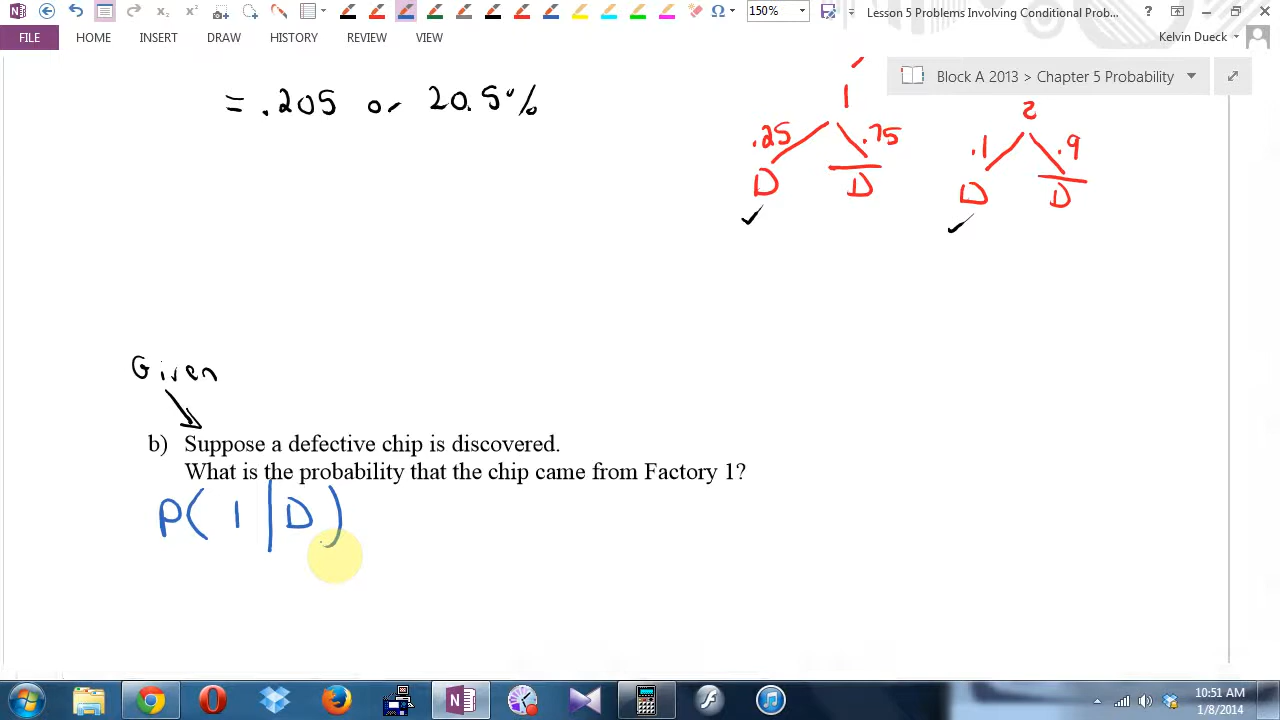 150% Lesson 5 Problems Involving Conditional Prob...
FILE HOME INSERT DRAW HISTORY REVIEW VIEW
Kelvin Dueck
Block A 2013 > Chapter 5 Probability
= .205 or 20.5%
1
2
.25 .75
.1 .9
D D
D D
Given
b) Suppose a defective chip is discovered.
What is the probability that the chip came from Factory 1?
P( 1 | D )
10:51 AM
1/8/2014